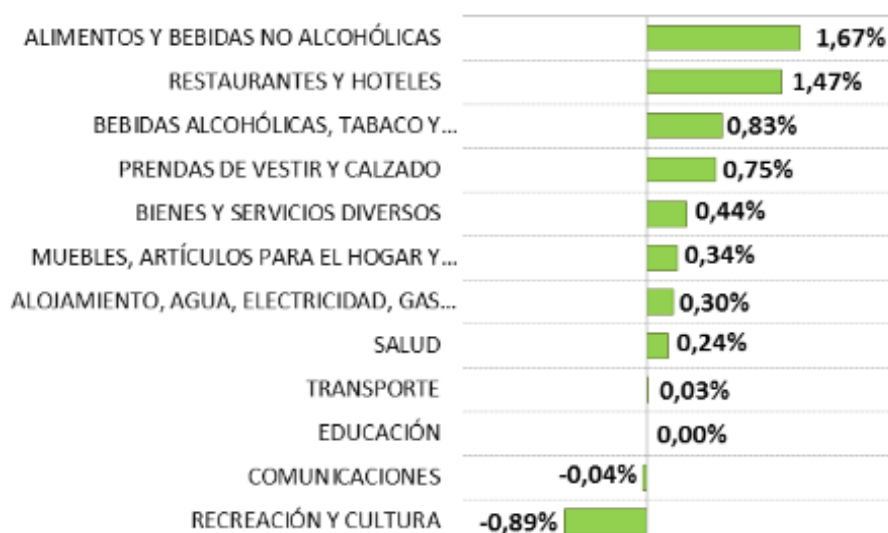 ALIMENTOS Y BEBIDAS NO ALCOHÓLICAS 1,67%
RESTAURANTES Y HOTELES 1,47%
BEBIDAS ALCOHÓLICAS, TABACO Y... 0,83%
PRENDAS DE VESTIR Y CALZADO 0,75%
BIENES Y SERVICIOS DIVERSOS 0,44%
MUEBLES, ARTÍCULOS PARA EL HOGAR Y... 0,34%
ALOJAMIENTO, AGUA, ELECTRICIDAD, GAS... 0,30%
SALUD 0,24%
TRANSPORTE 0,03%
EDUCACIÓN 0,00%
COMUNICACIONES -0,04%
RECREACIÓN Y CULTURA -0,89%